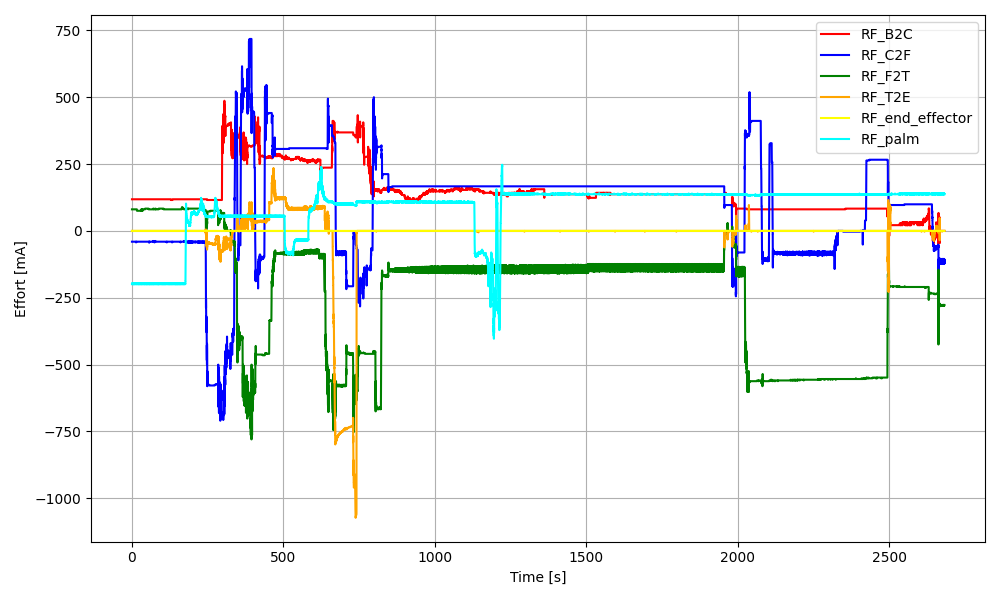 750
500
250
0
−250
−500
−750
−1000
Effort [mA]
0
500
1000
1500
2000
2500
Time [s]
RF_B2C
RF_C2F
RF_F2T
RF_T2E
RF_end_effector
RF_palm